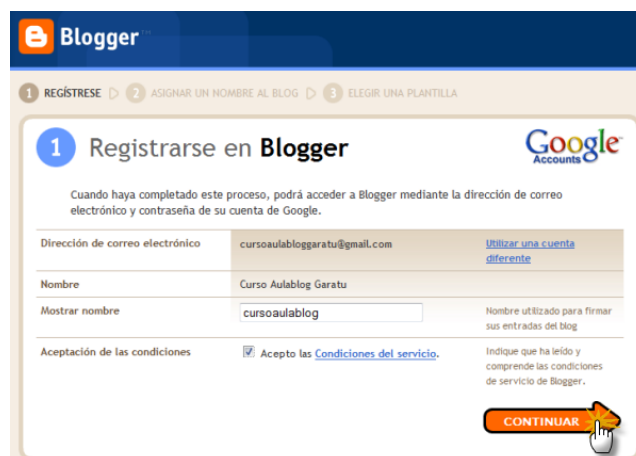 Blogger™
1 REGÍSTRESE 2 ASIGNAR UN NOMBRE AL BLOG 3 ELEGIR UNA PLANTILLA
1 Registrarse en Blogger
Google
Accounts
Cuando haya completado este proceso, podrá acceder a Blogger mediante la dirección de correo
electrónico y contraseña de su cuenta de Google.
Dirección de correo electrónico cursoaulabloggaratu@gmail.com Utilizar una cuenta
diferente
Nombre Curso Aulablog Garatu
Mostrar nombre cursoaulablog Nombre utilizado para firmar
sus entradas del blog
Aceptación de las condiciones Acepto las Condiciones del servicio. Indique que ha leído y
comprende las condiciones
de servicio de Blogger.
CONTINUAR